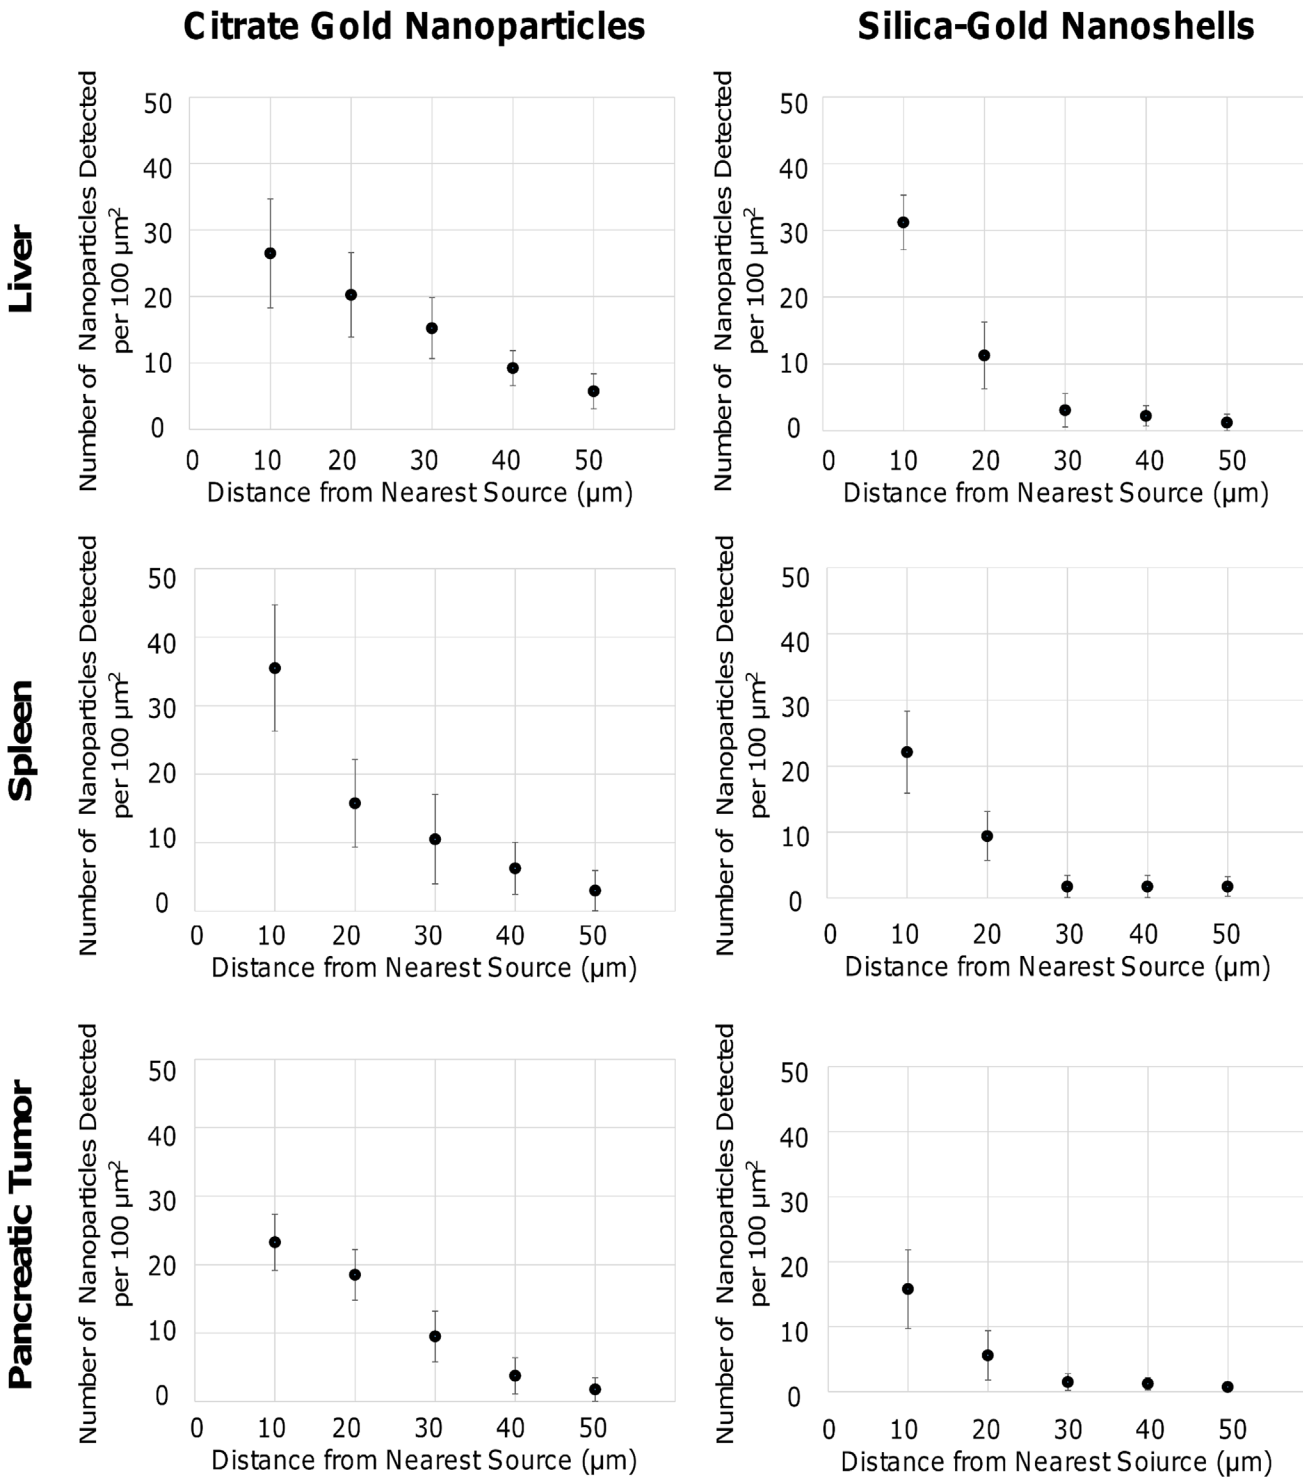 Citrate Gold Nanoparticles
Silica-Gold Nanoshells
Liver
Number of Nanoparticles Detected
per 100 µm²
50
40
30
20
10
0
0 10 20 30 40 50
Distance from Nearest Source (µm)
Number of Nanoparticles Detected
per 100 µm²
50
40
30
20
10
0
0 10 20 30 40 50
Distance from Nearest Source (µm)
Spleen
Number of Nanoparticles Detected
per 100 µm²
50
40
30
20
10
0
0 10 20 30 40 50
Distance from Nearest Source (µm)
Number of Nanoparticles Detected
per 100 µm²
50
40
30
20
10
0
0 10 20 30 40 50
Distance from Nearest Source (µm)
Pancreatic Tumor
Number of Nanoparticles Detected
per 100 µm²
50
40
30
20
10
0
0 10 20 30 40 50
Distance from Nearest Source (µm)
Number of Nanoparticles Detected
per 100 µm²
50
40
30
20
10
0
0 10 20 30 40 50
Distance from Nearest Soiurce (µm)